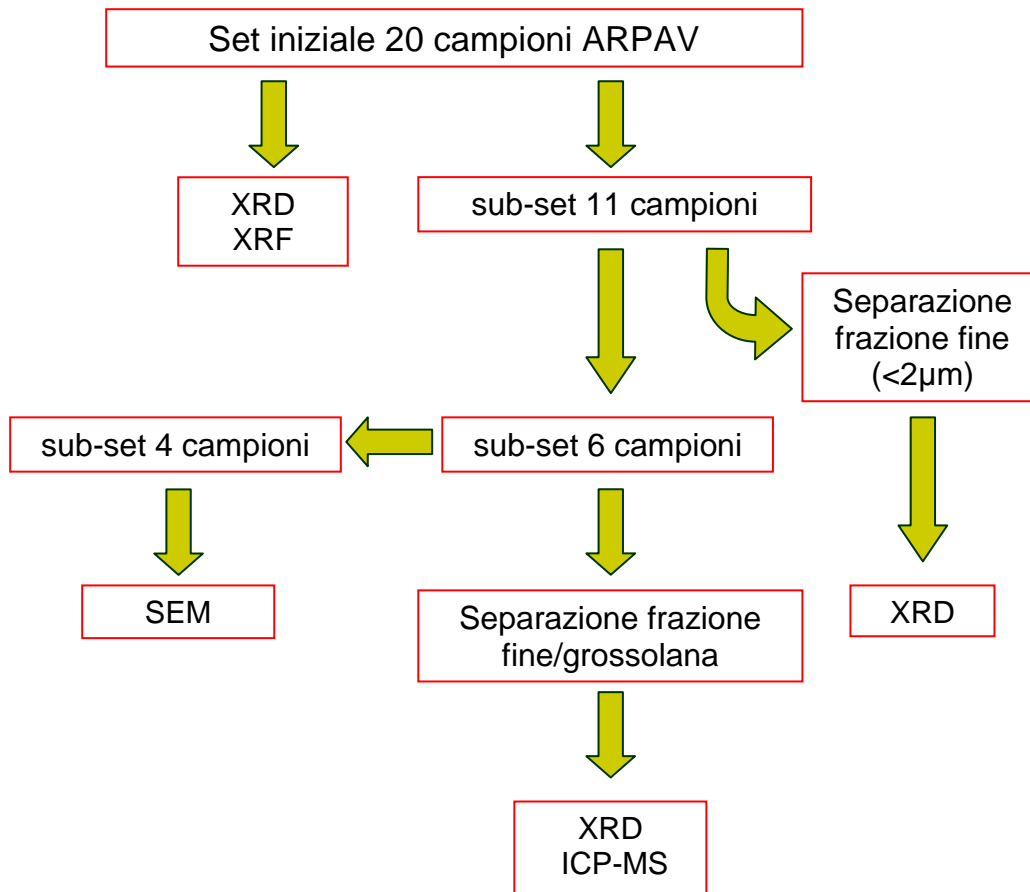 Set iniziale 20 campioni ARPAV
XRD
XRF
sub-set 11 campioni
Separazione
frazione fine
(<2µm)
sub-set 4 campioni
sub-set 6 campioni
SEM
Separazione frazione
fine/grossolana
XRD
XRD
ICP-MS